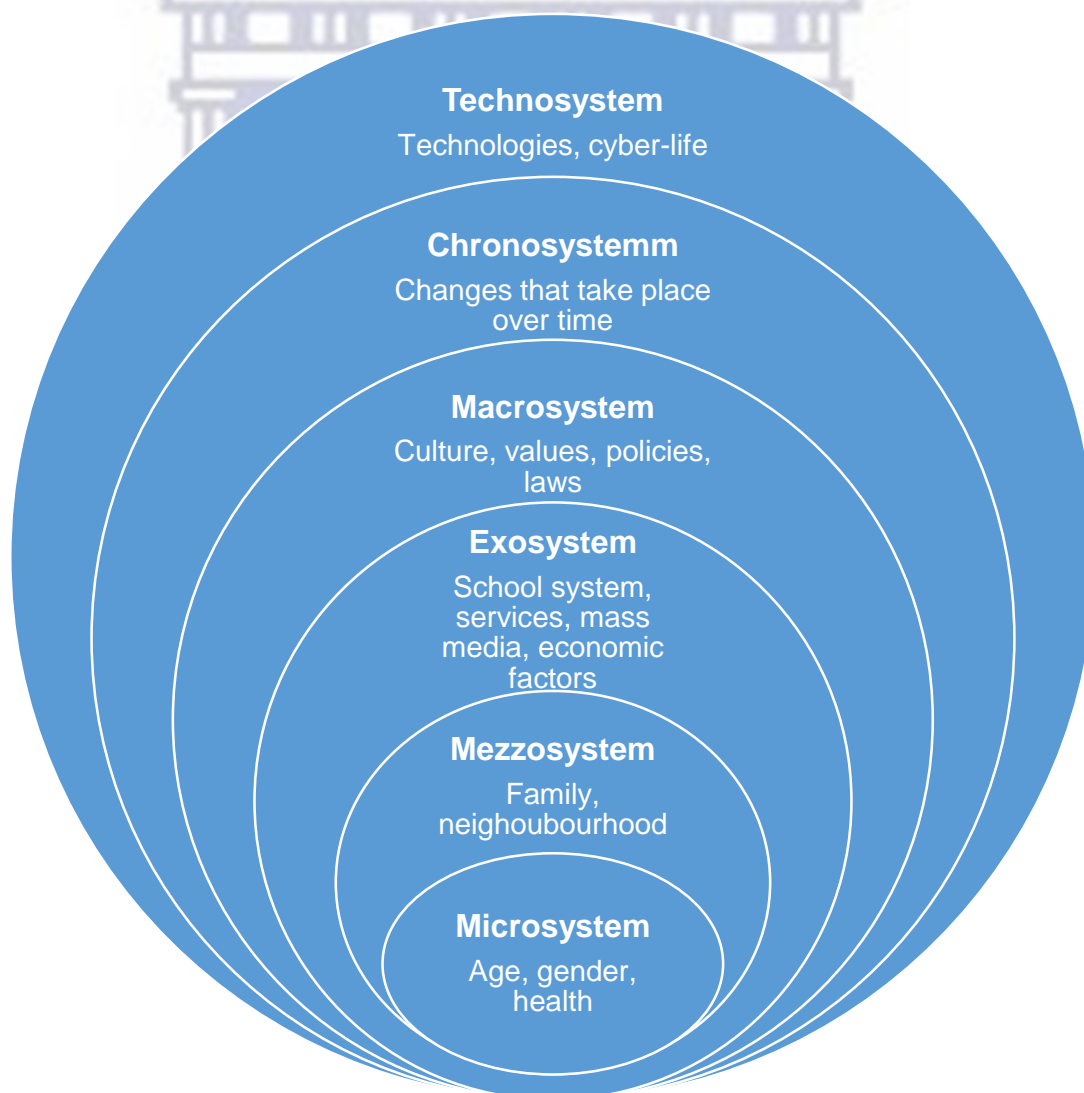 Technosystem
Technologies, cyber-life
Chronosystemm
Changes that take place
over time
Macrosystem
Culture, values, policies,
laws
Exosystem
School system,
services, mass
media, economic
factors
Mezzosystem
Family,
neighoubourhood
Microsystem
Age, gender,
health